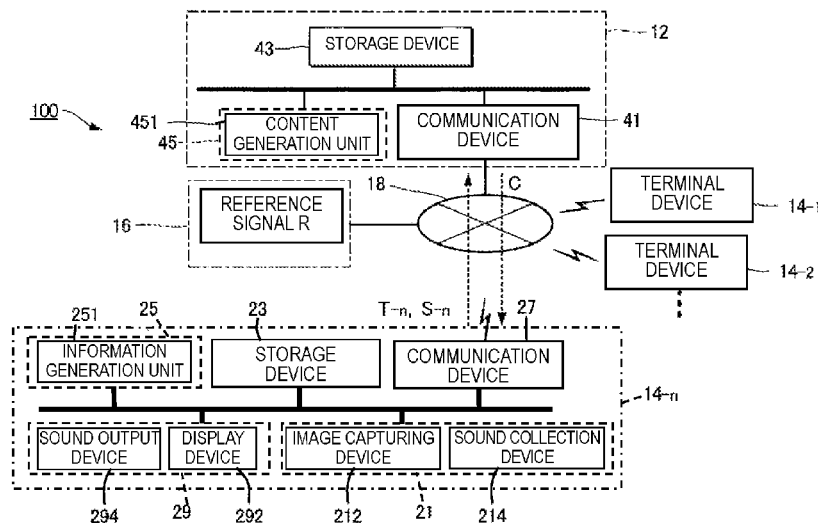 43
STORAGE DEVICE
12
100
451
45
CONTENT
GENERATION UNIT
COMMUNICATION
DEVICE
41
18
C
16
REFERENCE
SIGNAL R
TERMINAL
DEVICE
14-1
TERMINAL
DEVICE
14-2
T-n, S-n
251
25
23
27
INFORMATION
GENERATION UNIT
STORAGE
DEVICE
COMMUNICATION
DEVICE
14-n
SOUND OUTPUT
DEVICE
DISPLAY
DEVICE
IMAGE CAPTURING
DEVICE
SOUND COLLECTION
DEVICE
294
29
292
212
21
214